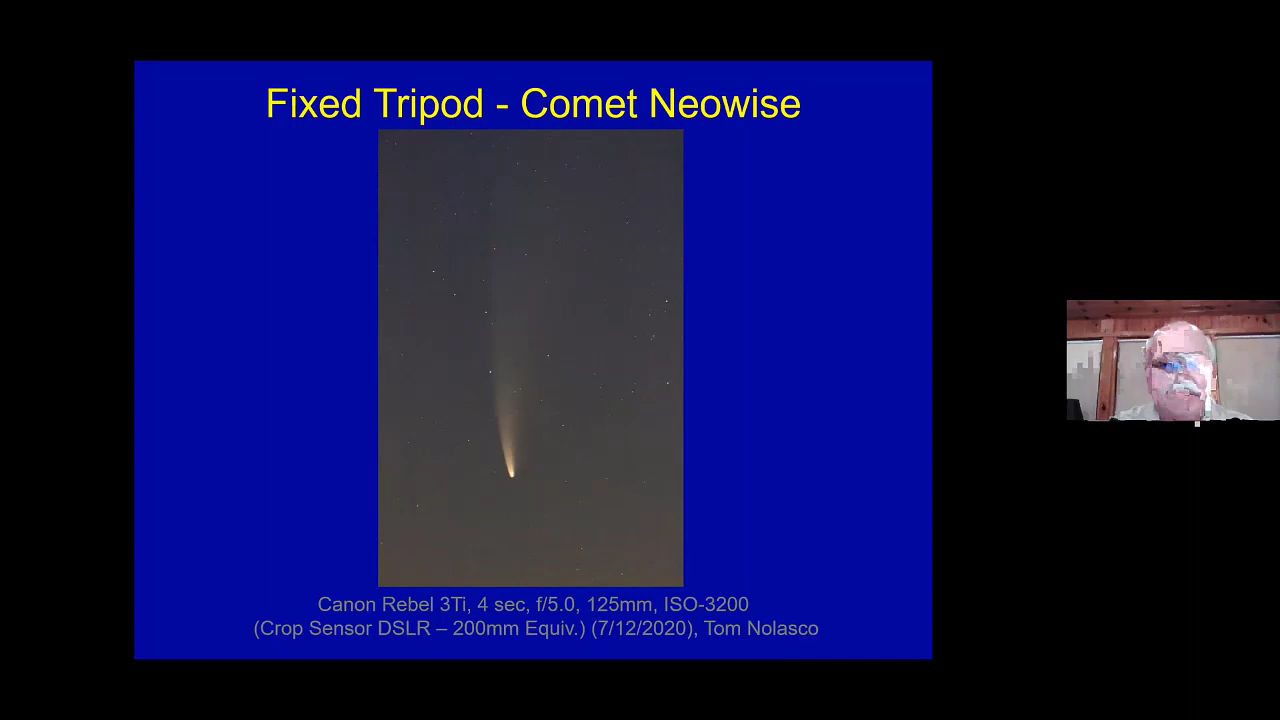 Fixed Tripod - Comet Neowise
Canon Rebel 3Ti, 4 sec, f/5.0, 125mm, ISO-3200
(Crop Sensor DSLR – 200mm Equiv.) (7/12/2020), Tom Nolasco